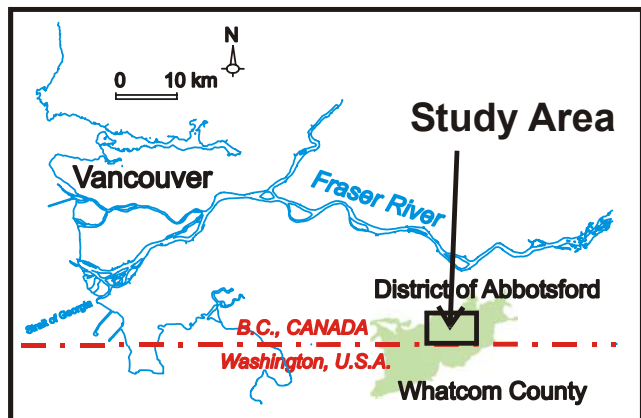 N
0 10 km
Study Area
Vancouver
Fraser River
District of Abbotsford
Strait of Georgia
B.C., CANADA
Washington, U.S.A.
Whatcom County